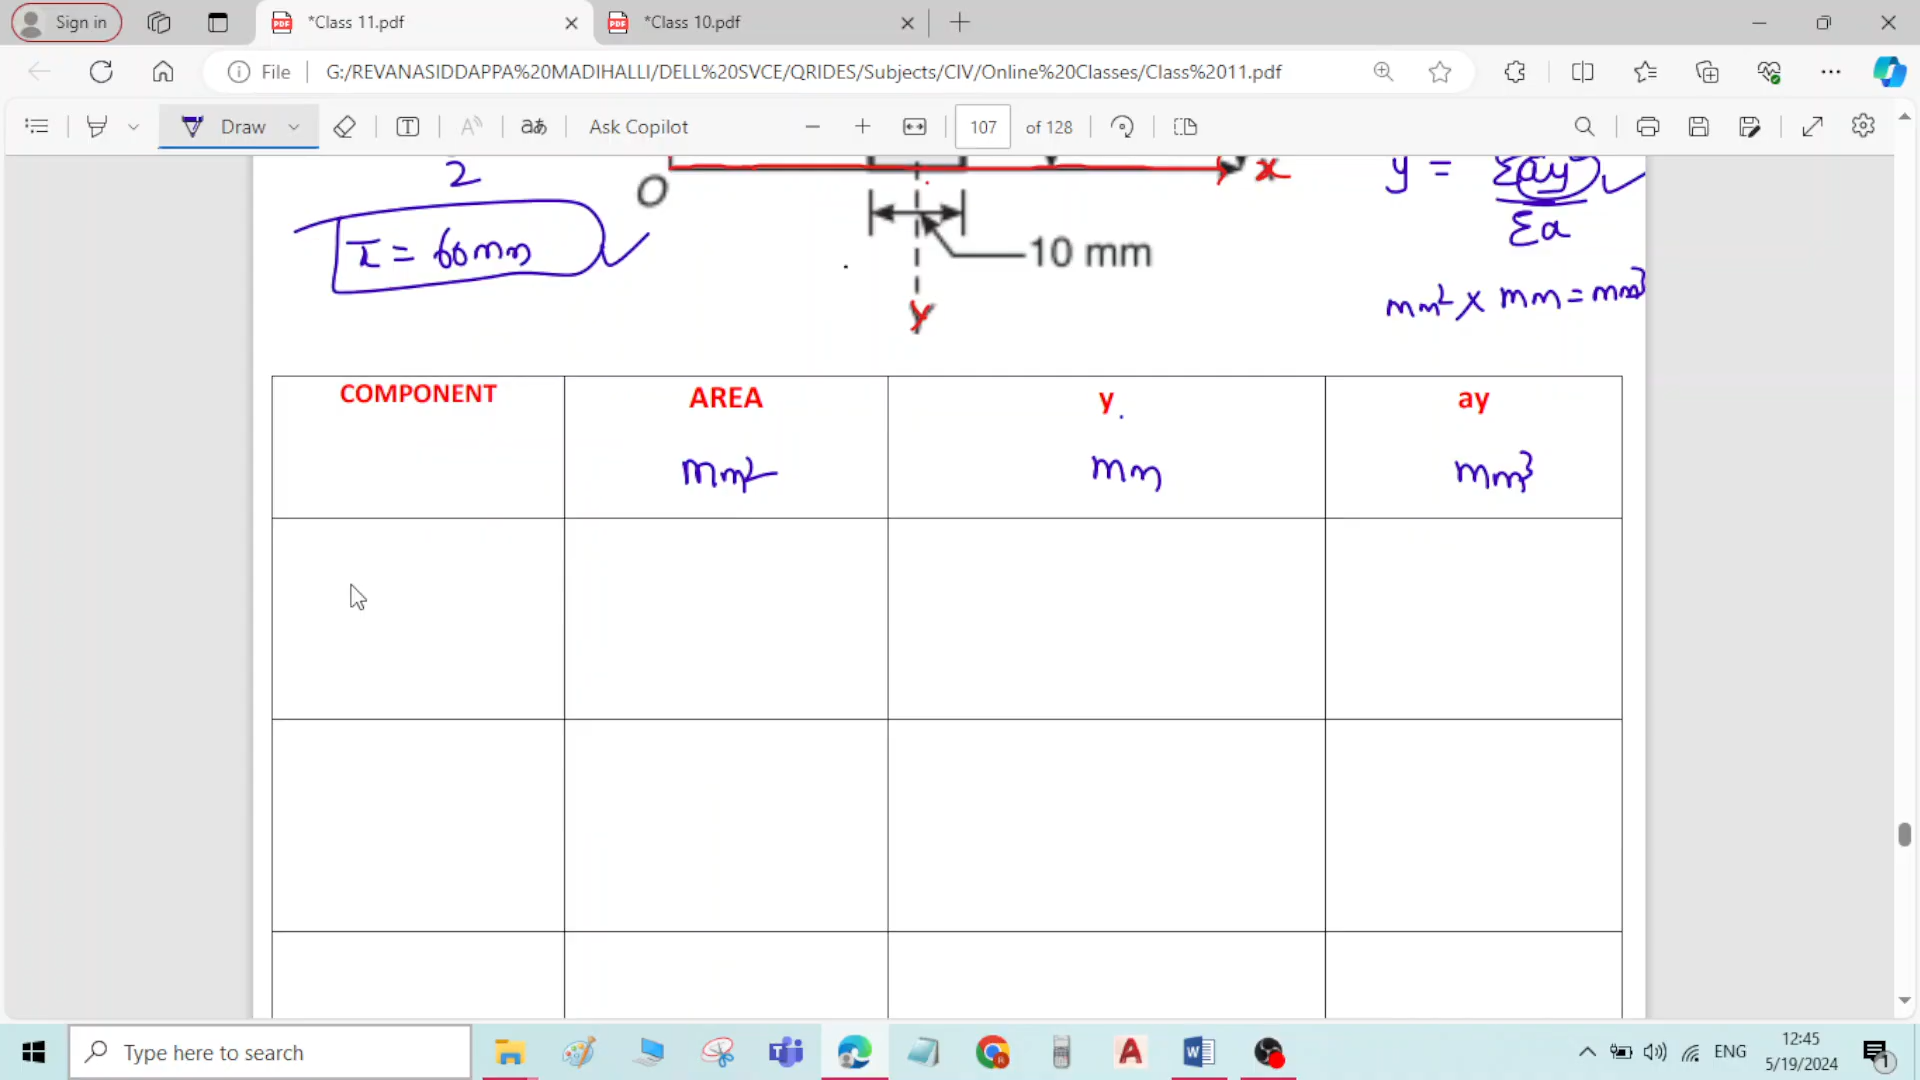 Sign in
*Class 11.pdf
*Class 10.pdf
File
G:/REVANASIDDAPPA%20MADIHALLI/DELL%20SVCE/QRIDES/Subjects/CIV/Online%20Classes/Class%2011.pdf
Draw
Ask Copilot
107 of 128
2
O
x
y = Σay
Σa
x̄ = 60mm
10 mm
y
mm² x mm = mm³
COMPONENT
AREA
y
ay
mm²
mm
mm³
Type here to search
ENG
12:45
5/19/2024
1